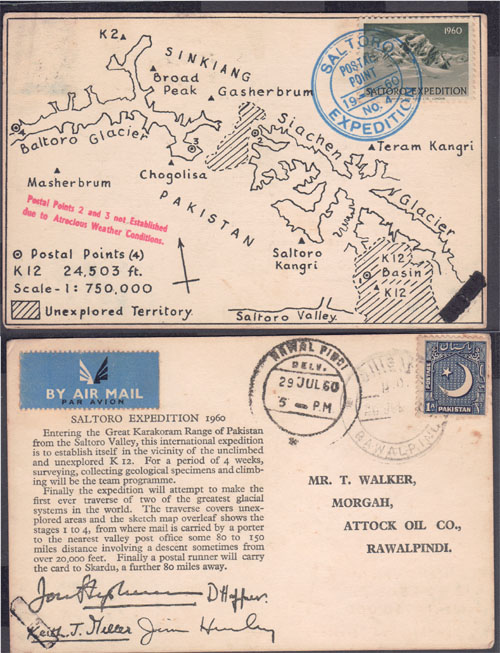 K2
SINKIANG
Broad
Peak
Gasherbrum
1960
SALTORO EXPEDITION
SALTORO
POSTAL
POINT
19
60
NO. 4
EXPEDITION
Baltoro Glacier
3
2
Siachen
Glacier
Teram Kangri
Masherbrum
Chogolisa
PAKISTAN
Postal Points 2 and 3 not Established
due to Atrocious Weather Conditions.
Postal Points (4)
K12 24,503 ft.
Scale-1: 750,000
Unexplored Territory.
Saltoro
Kangri
K12
Basin
1
K12
Saltoro Valley.
BY AIR MAIL
PAR AVION
RAWALPINDI
DELY.
29 JUL 60
5 - PM
RAWALPINDI
POSTAGE
PAKISTAN
SALTORO EXPEDITION 1960
Entering the Great Karakoram Range of Pakistan
from the Saltoro Valley, this international expedition
is to establish itself in the vicinity of the unclimbed
and unexplored K 12. For a period of 4 weeks,
surveying, collecting geological specimens and climb-
ing will be the team programme.
Finally the expedition will attempt to make the
first ever traverse of two of the greatest glacial
systems in the world. The traverse covers unex-
plored areas and the sketch map overleaf shows the
stages 1 to 4, from where mail is carried by a porter
to the nearest valley post office some 80 to 150
miles distance involving a descent sometimes from
over 20,000 feet. Finally a postal runner will carry
the card to Skardu, a further 80 miles away.
MR. T. WALKER,
MORGAH,
ATTOCK OIL CO.,
RAWALPINDI.
Keith J. Miller